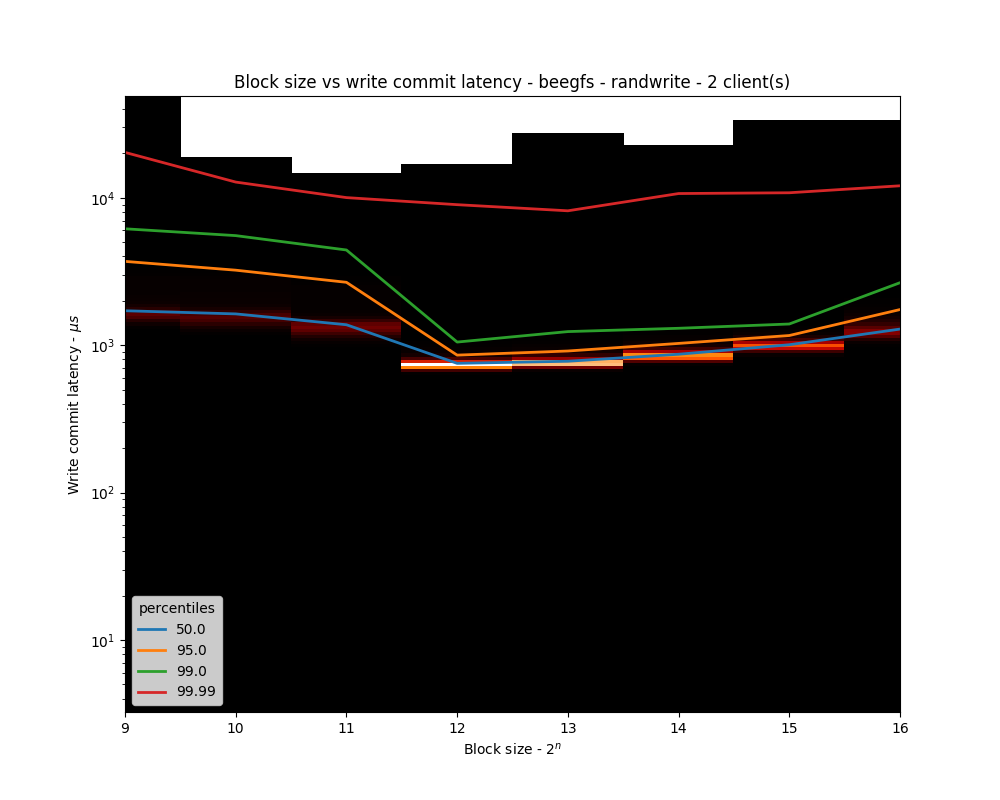 Block size vs write commit latency - beegfs - randwrite - 2 client(s)
Write commit latency - μs
10⁴
10³
10²
10¹
percentiles
50.0
95.0
99.0
99.99
9 10 11 12 13 14 15 16
Block size - 2ⁿ